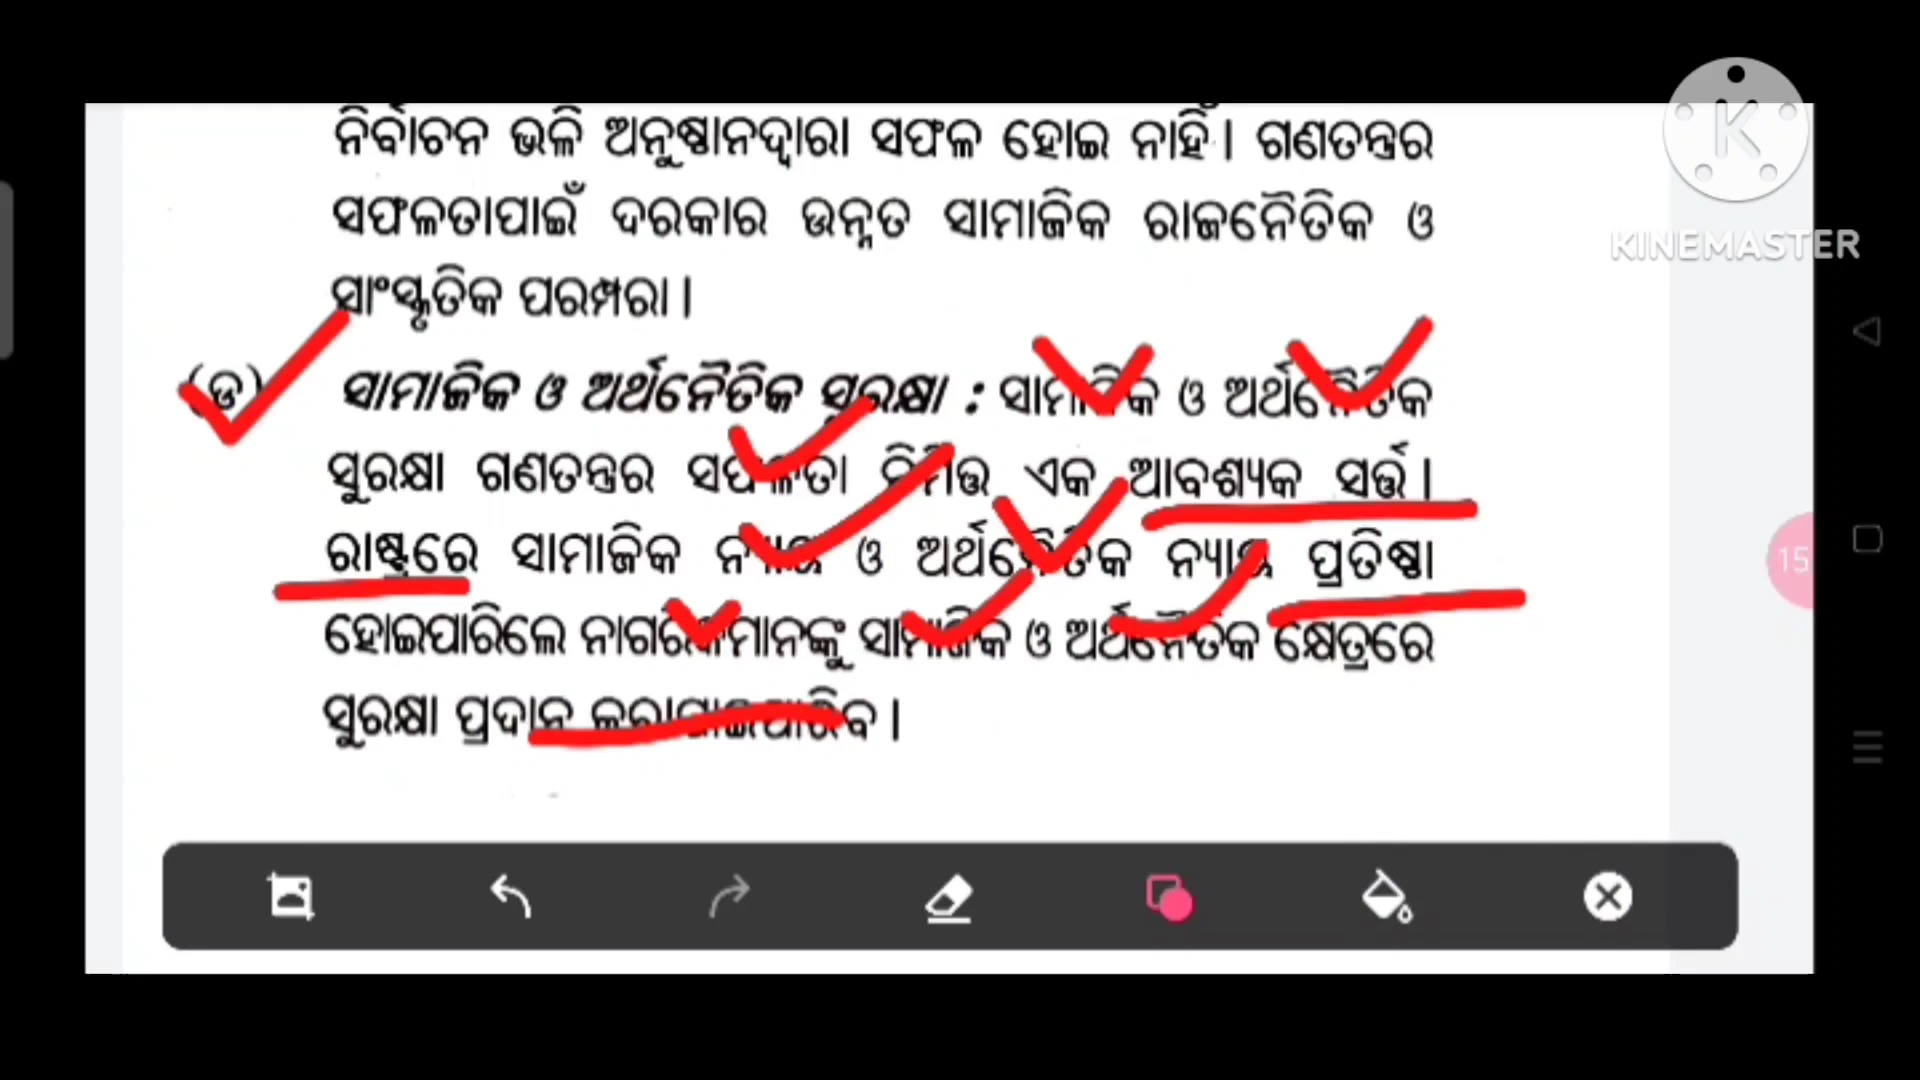 ନିର୍ବାଚନ ଭଳି ଅନୁଷ୍ଠାନଦ୍ୱାରା ସଫଳ ହୋଇ ନାହିଁ। ଗଣତନ୍ତ୍ରର
K
ସଫଳତାପାଇଁ ଦରକାର ଉନ୍ନତ ସାମାଜିକ ରାଜନୈତିକ ଓ
KINEMASTER
ସାଂସ୍କୃତିକ ପରମ୍ପରା।
(ଡ) ସାମାଜିକ ଓ ଅର୍ଥନୈତିକ ସୁରକ୍ଷା : ସାମାଜିକ ଓ ଅର୍ଥନୈତିକ
ସୁରକ୍ଷା ଗଣତନ୍ତ୍ରର ସଫଳତା ନିମିତ୍ତ ଏକ ଆବଶ୍ୟକ ସର୍ତ୍ତ।
ରାଷ୍ଟ୍ରରେ ସାମାଜିକ ନ୍ୟାୟ ଓ ଅର୍ଥନୈତିକ ନ୍ୟାୟ ପ୍ରତିଷ୍ଠା
15
ହୋଇପାରିଲେ ନାଗରିକମାନଙ୍କୁ ସାମାଜିକ ଓ ଅର୍ଥନୈତିକ କ୍ଷେତ୍ରରେ
ସୁରକ୍ଷା ପ୍ରଦାନ କରାଯାଇପାରିବ।